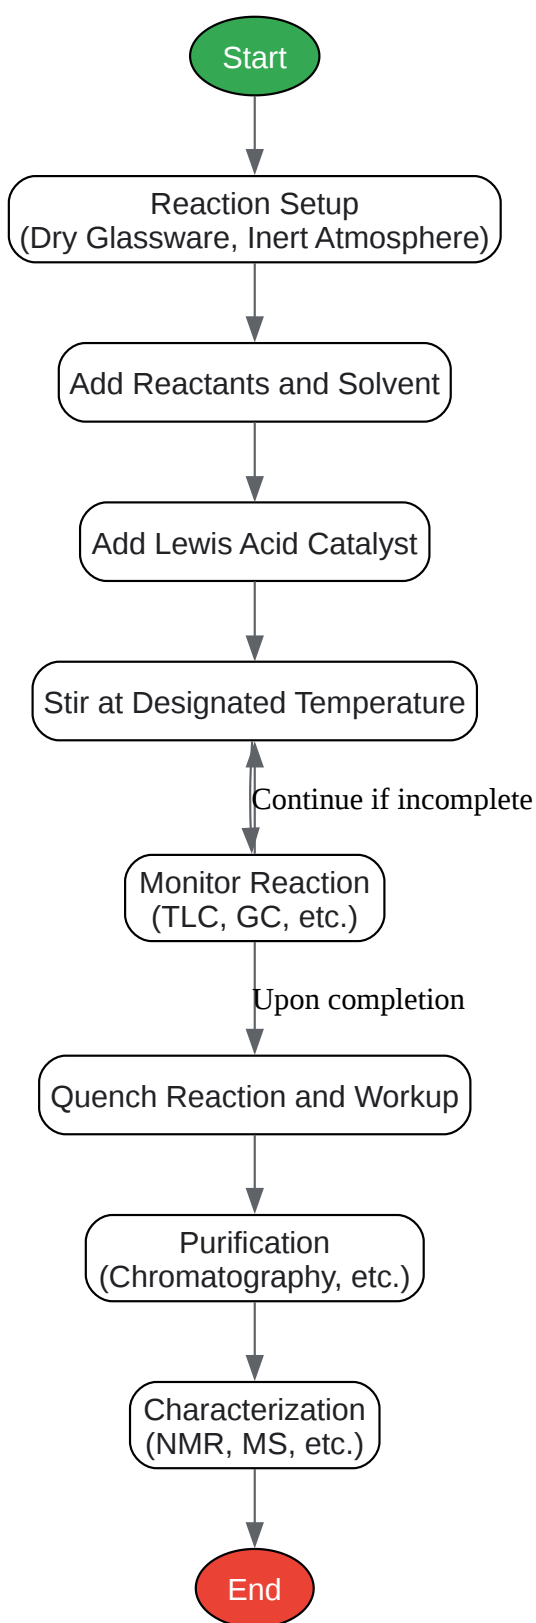 Start
Reaction Setup
(Dry Glassware, Inert Atmosphere)
Add Reactants and Solvent
Add Lewis Acid Catalyst
Stir at Designated Temperature
Continue if incomplete
Monitor Reaction
(TLC, GC, etc.)
Upon completion
Quench Reaction and Workup
Purification
(Chromatography, etc.)
Characterization
(NMR, MS, etc.)
End